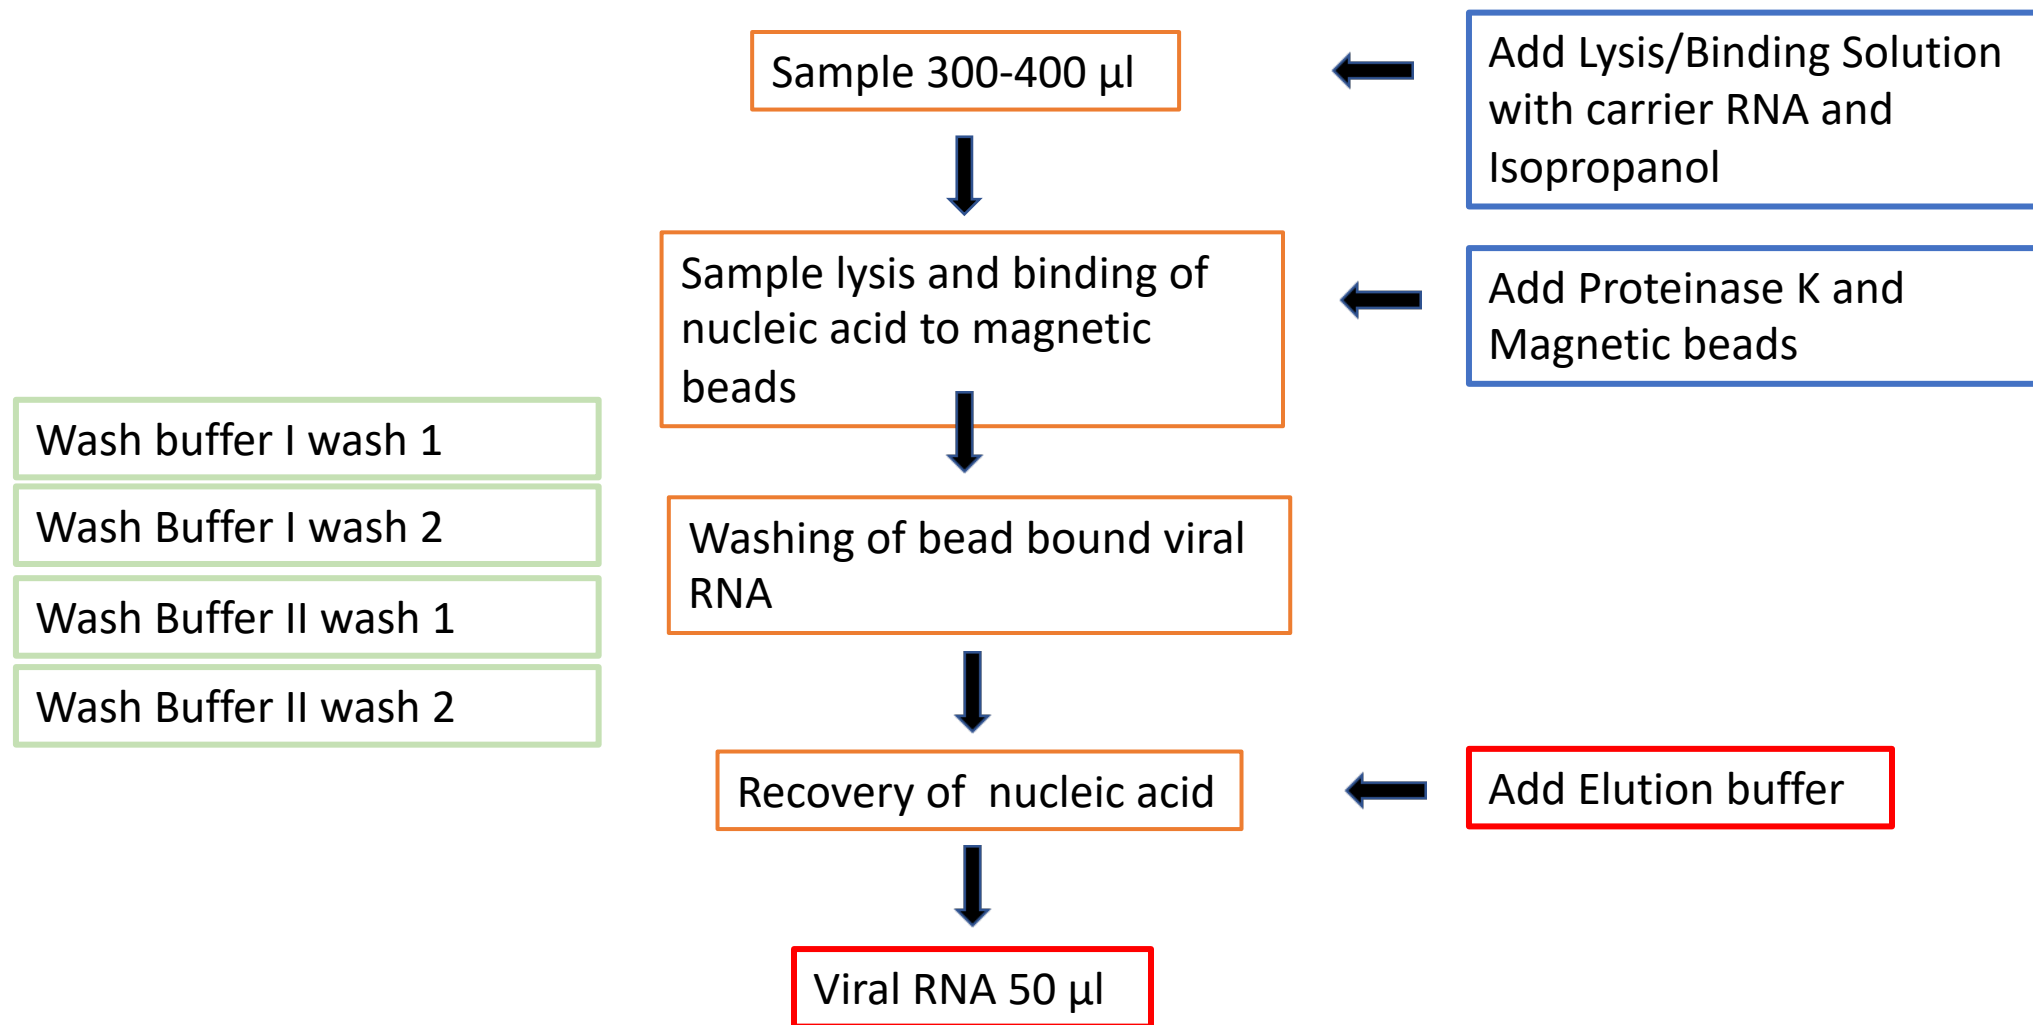 Sample 300-400 µl
Add Lysis/Binding Solution
with carrier RNA and
Isopropanol
Sample lysis and binding of
nucleic acid to magnetic
beads
Add Proteinase K and
Magnetic beads
Wash buffer I wash 1
Wash Buffer I wash 2
Wash Buffer II wash 1
Wash Buffer II wash 2
Washing of bead bound viral
RNA
Recovery of  nucleic acid
Add Elution buffer
Viral RNA 50 µl